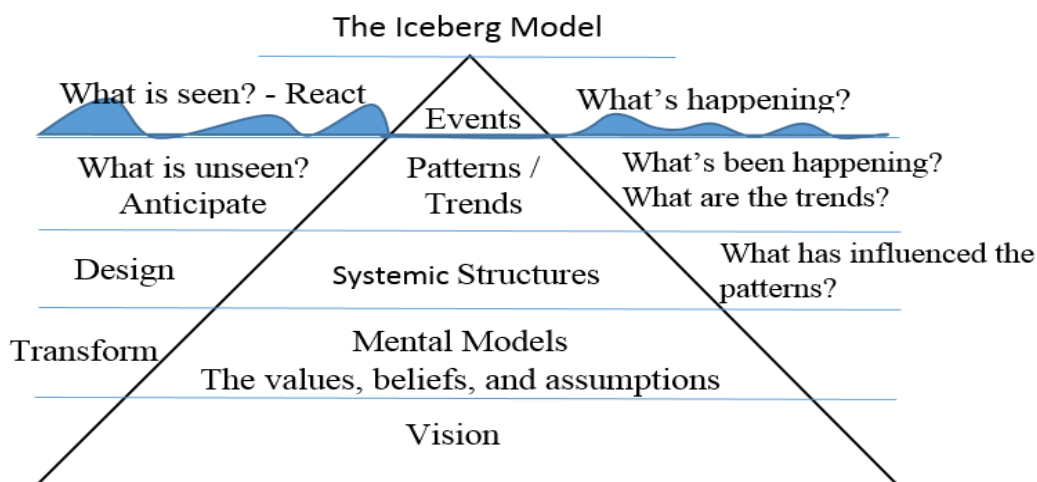 The Iceberg Model
What is seen? - React
Events
What's happening?
What is unseen?
Anticipate
Patterns /
Trends
What's been happening?
What are the trends?
Design
Systemic Structures
What has influenced the
patterns?
Transform
Mental Models
The values, beliefs, and assumptions
Vision